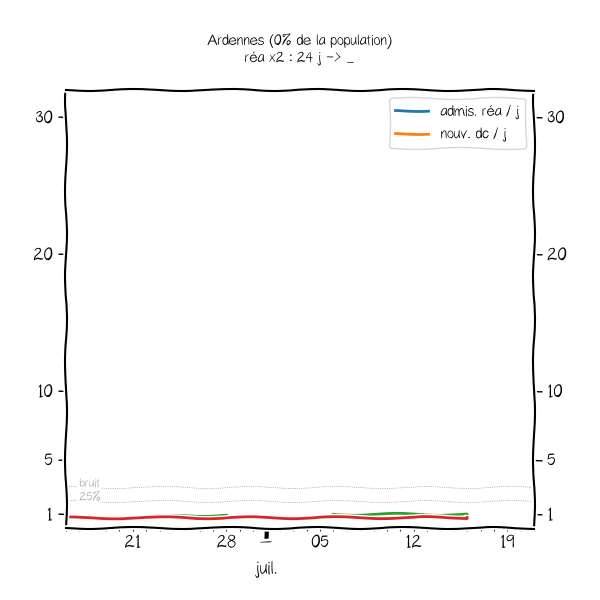 Ardennes (0% de la population)
réa x2 : 24 j -> _
admis. réa / j
nouv. dc / j
30
30
20
20
10
10
5
5
bruit
25%
1
1
21
28
05
12
19
juil.